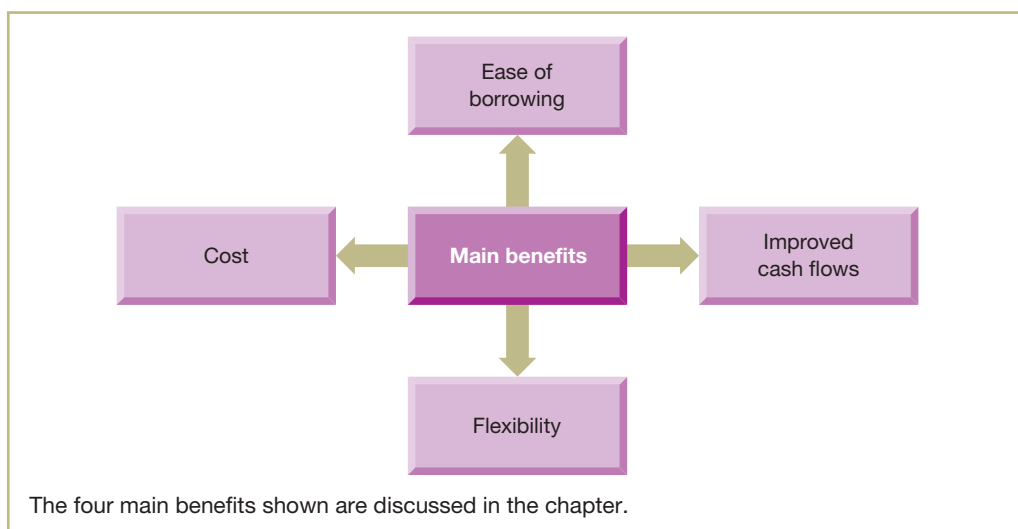 Ease of
borrowing
Cost
Main benefits
Improved
cash flows
Flexibility
The four main benefits shown are discussed in the chapter.